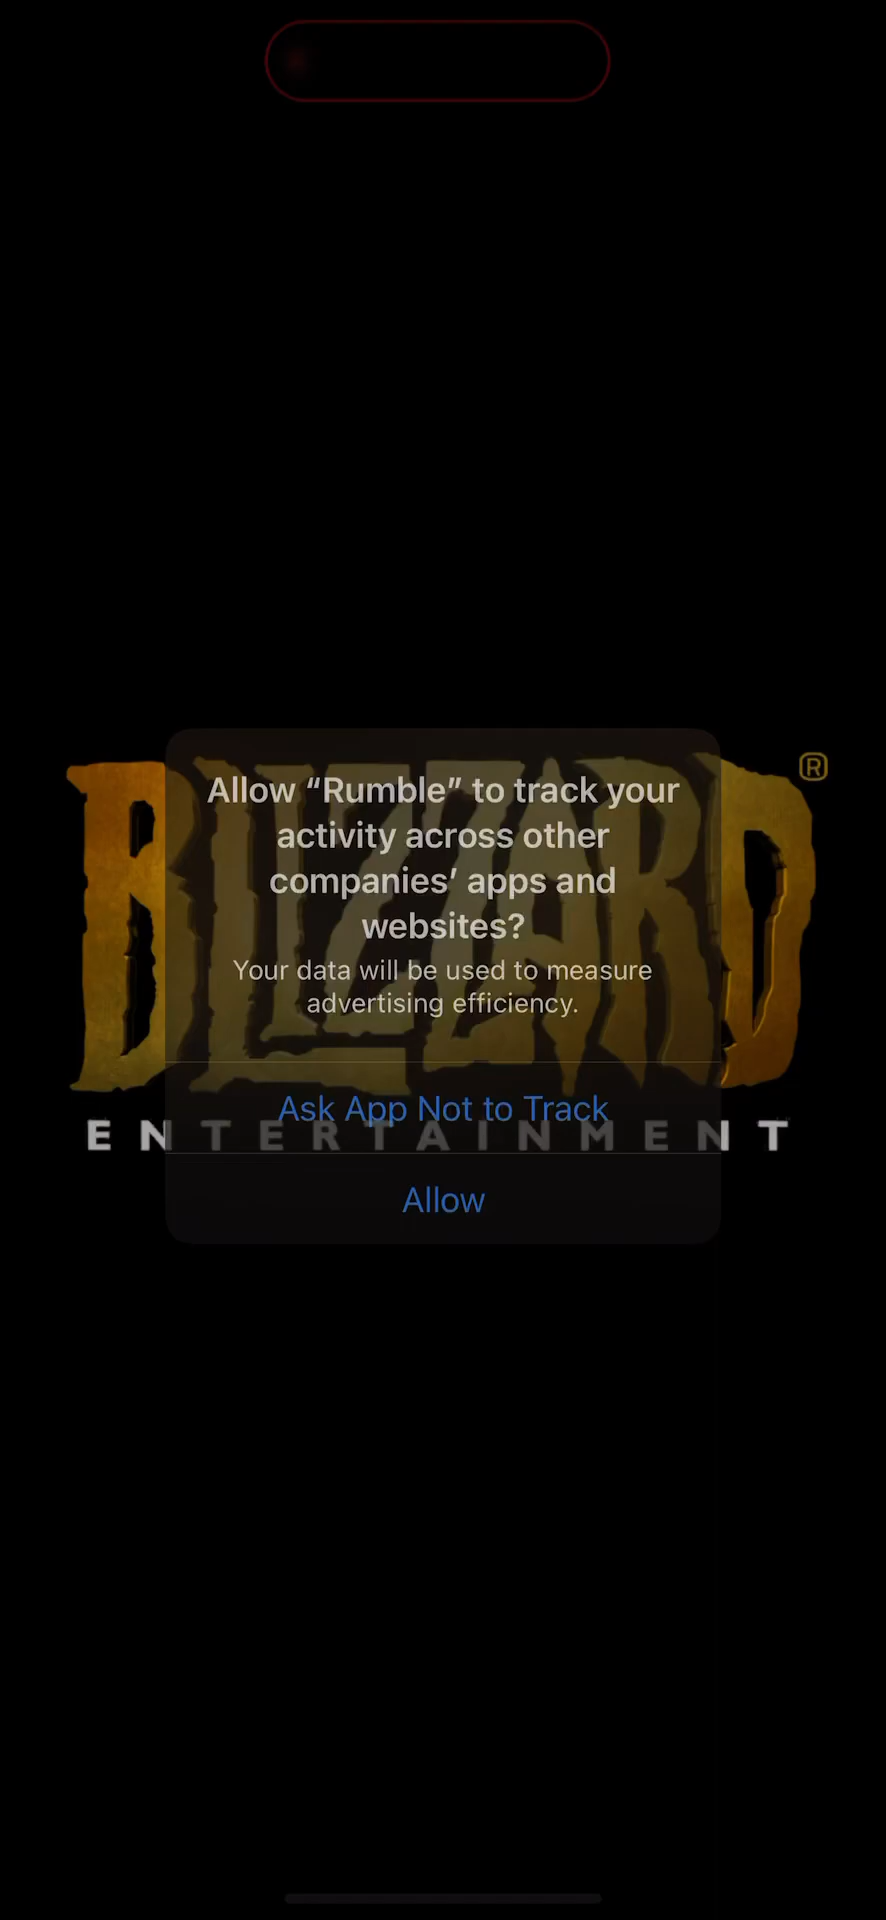 Allow “Rumble” to track your
activity across other
companies’ apps and
websites?
Your data will be used to measure
advertising efficiency.
Ask App Not to Track
Allow
BLIZZARD®
ENTERTAINMENT